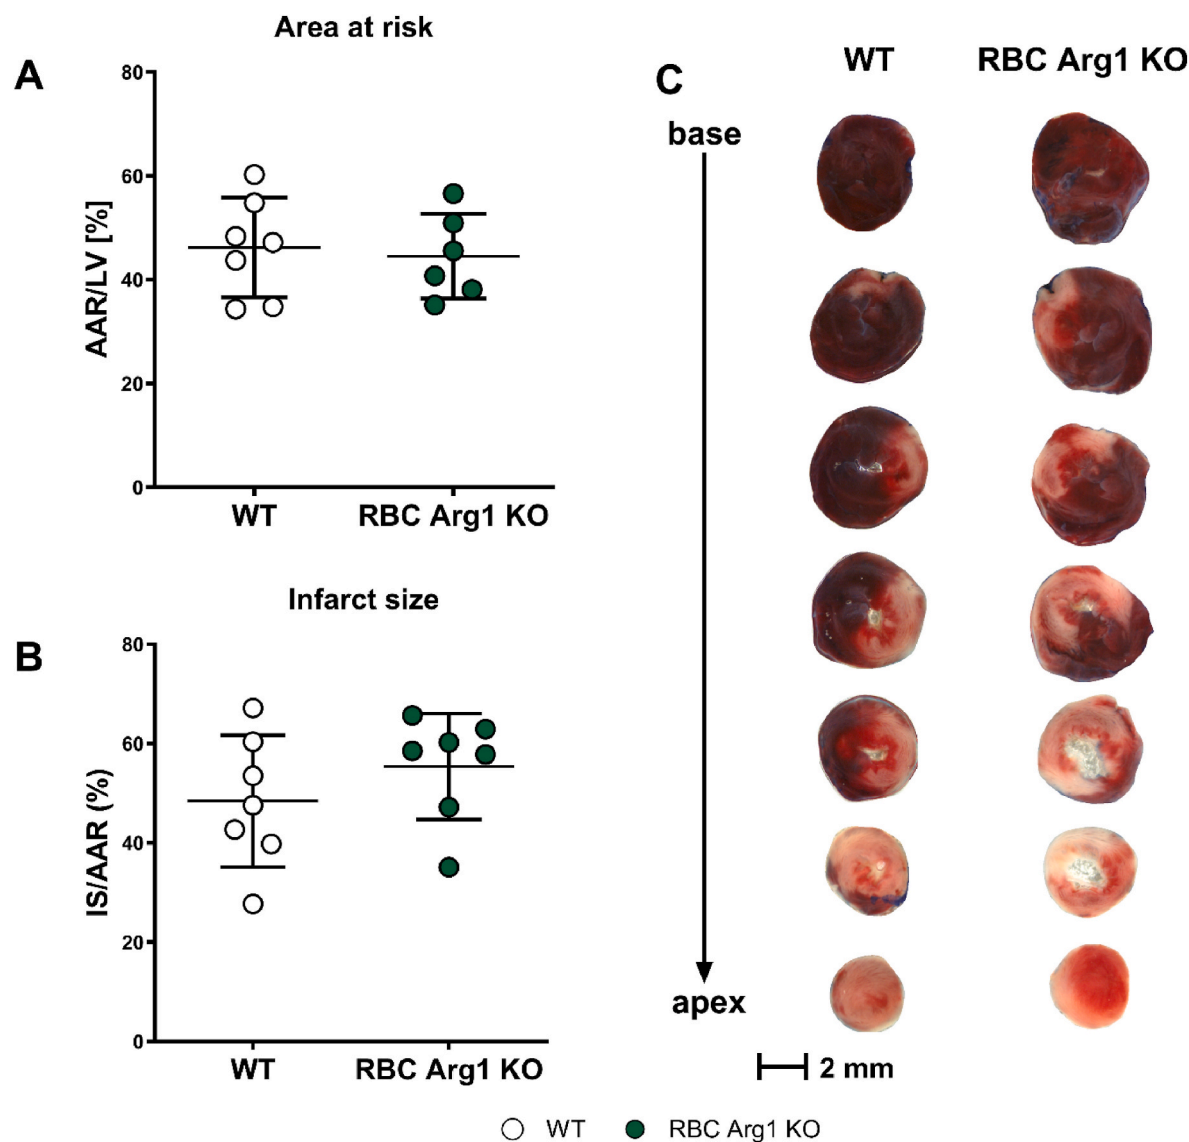 A
Area at risk
AAR/LV [%]
80
60
40
20
0
WT RBC Arg1 KO
B
Infarct size
IS/AAR (%)
80
60
40
20
0
WT RBC Arg1 KO
C
WT RBC Arg1 KO
base
apex
2 mm
WT RBC Arg1 KO